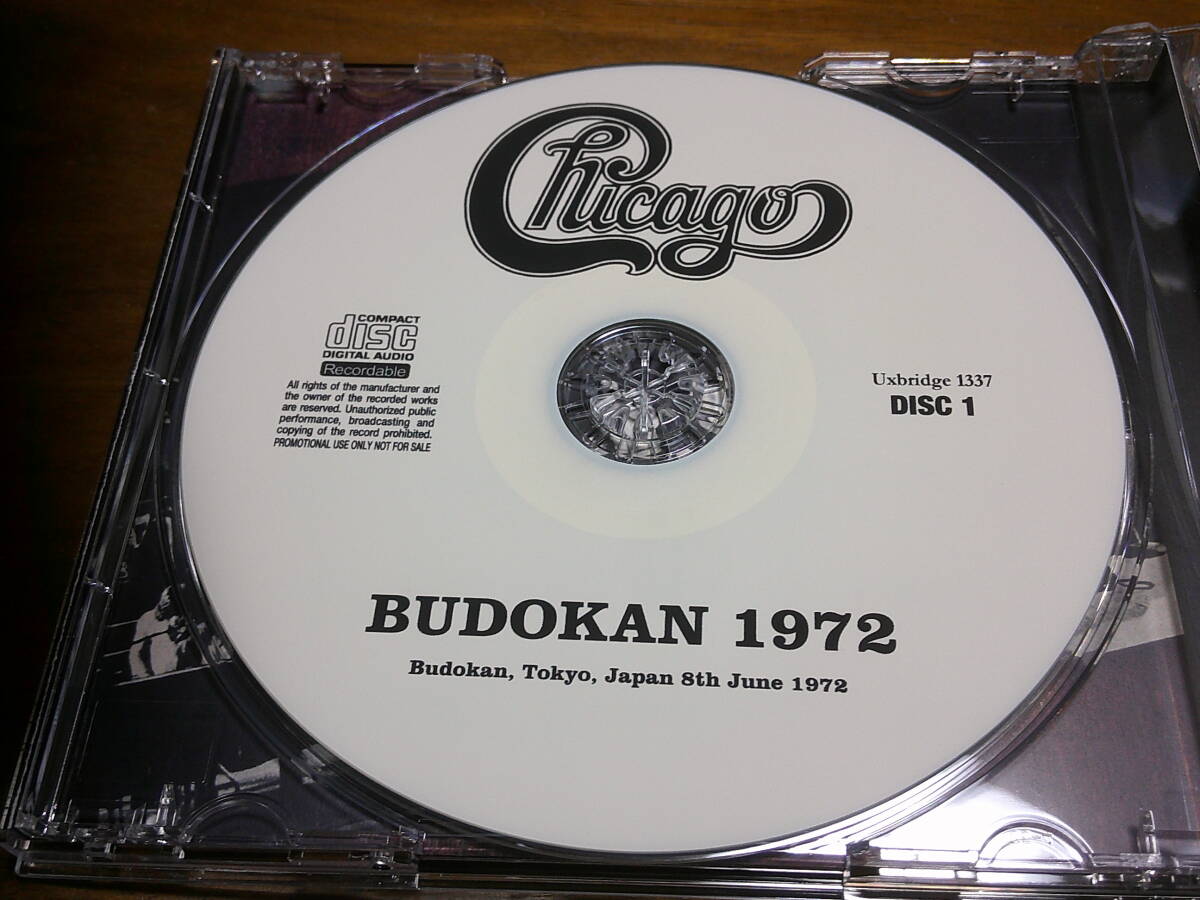 Chicago
COMPACT
disc
DIGITAL AUDIO
Recordable
All rights of the manufacturer and
the owner of the recorded works
are reserved. Unauthorized public
performance, broadcasting and
copying of the record prohibited.
PROMOTIONAL USE ONLY NOT FOR SALE
Uxbridge 1337
DISC 1
BUDOKAN 1972
Budokan, Tokyo, Japan 8th June 1972